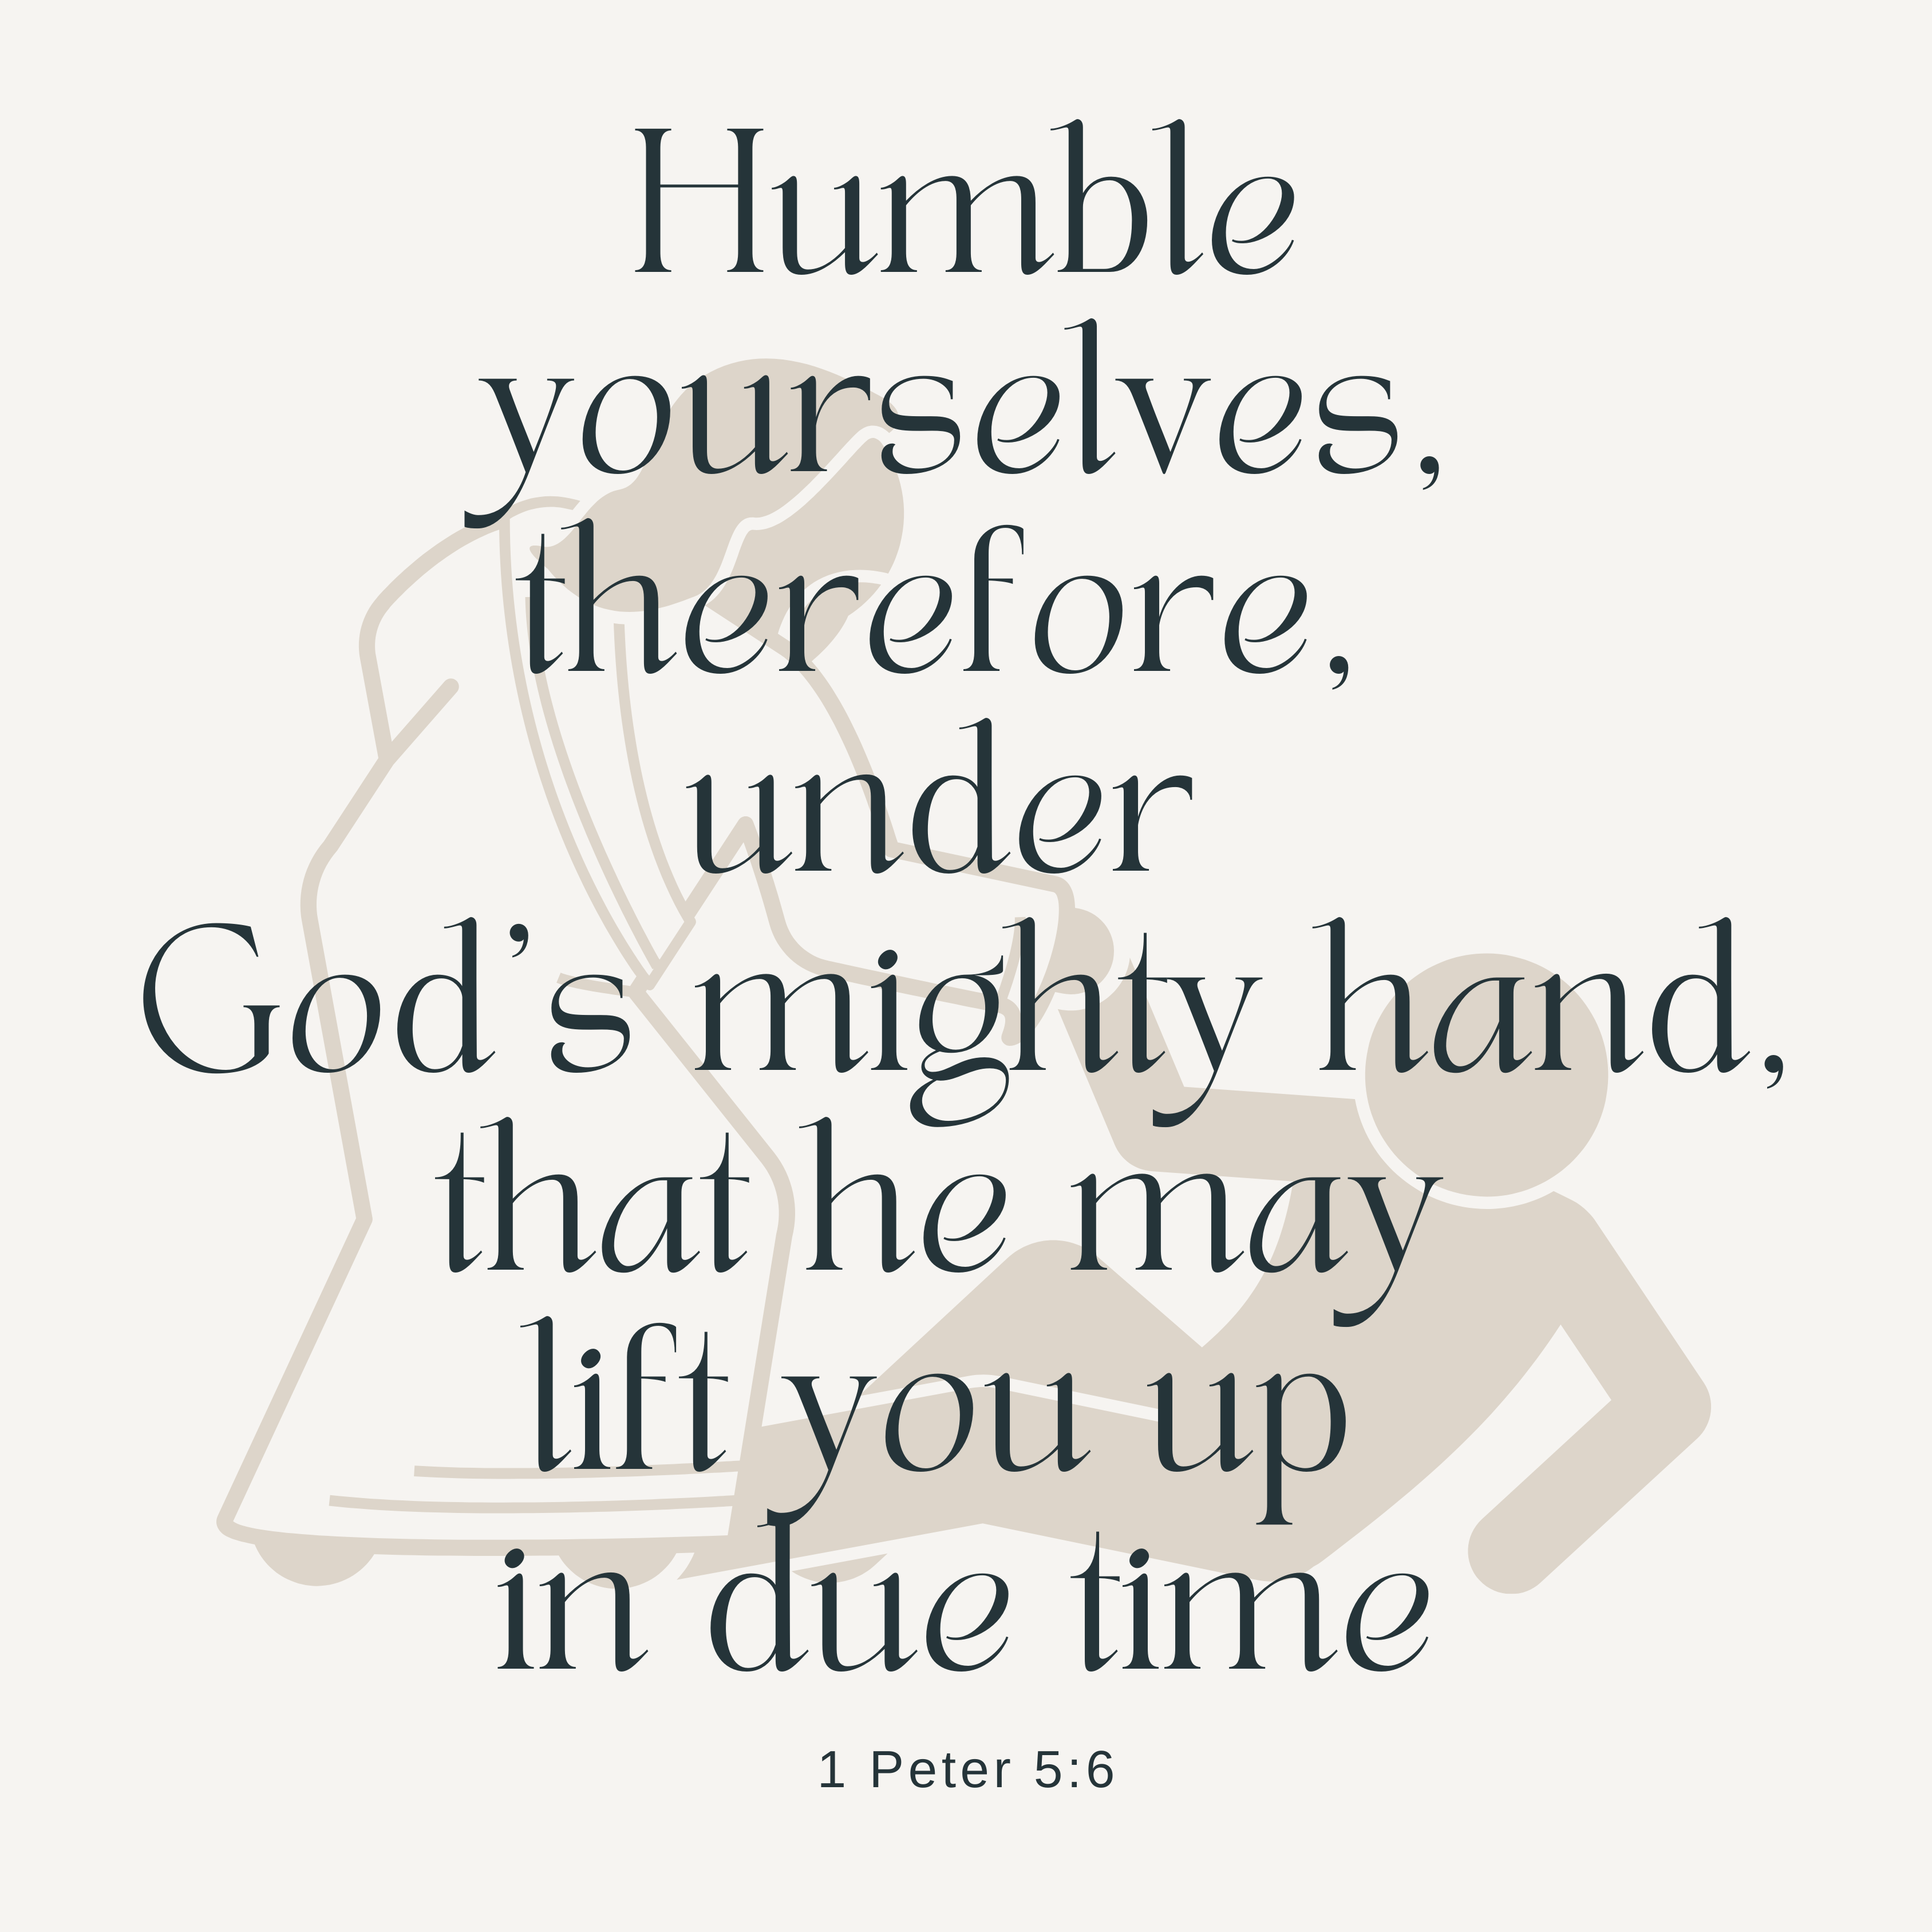 Humble
yourselves,
therefore,
under
God’s mighty hand,
that he may
lift you up
in due time
1 Peter 5:6